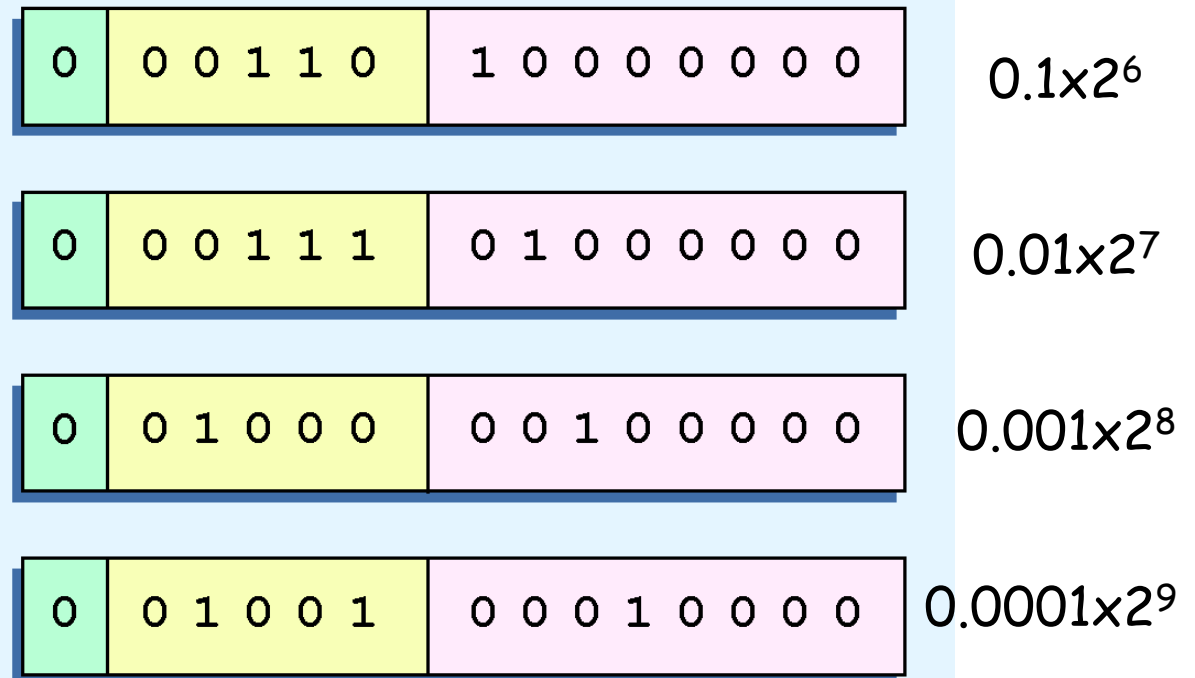 0 0 0 1 1 0 1 0 0 0 0 0 0 0 0.1x2⁶
0 0 0 1 1 1 0 1 0 0 0 0 0 0 0.01x2⁷
0 0 1 0 0 0 0 0 1 0 0 0 0 0 0.001x2⁸
0 0 1 0 0 1 0 0 0 1 0 0 0 0 0.0001x2⁹